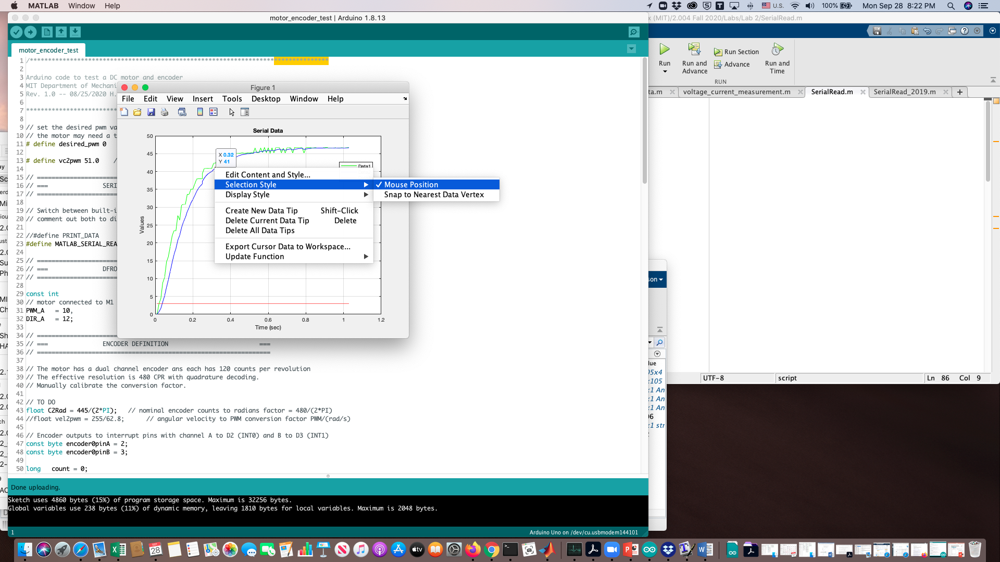 MATLAB Window Help
U.S. 100% Mon Sep 28 8:22 PM
motor_encoder_test | Arduino 1.8.13
x (MIT)/2.004 Fall 2020/Labs/Lab 2/SerialRead.m
motor_encoder_test
Run
Run and Advance
Run Section
Advance
Run and Time
RUN
ta.m voltage_current_measurement.m SerialRead.m SerialRead_2019.m
1 /**********************************************************************************
2
3 Arduino code to test a DC motor and encoder
4 MIT Department of Mechani
5 Rev. 1.0 -- 08/25/2020 H.
6
7 *************************
8
9 // set the desired pwm va
10 // the motor may need a t
11 # define desired_pwm 0
12
13 # define vc2pwm 51.0 /
14
15 // ======================
16 // === SERI
17 // ======================
18
19 // Switch between built-i
20 // comment out both to di
21
22 //#define PRINT_DATA
23 #define MATLAB_SERIAL_REA
24
25 // ======================
26 // === DFRO
27 // ======================
28
29 const int
30 // motor connected to M1
31 PWM_A = 10,
32 DIR_A = 12;
33
34 // ======================
35 // === ENCODER DEFINITION ===
36 // ================================================================
37
38 // The motor has a dual channel encoder ans each has 120 counts per revolution
39 // The effective resolution is 480 CPR with quadrature decoding.
40 // Manually calibrate the conversion factor.
41
42 // TO DO
43 float C2Rad = 445/(2*PI); // nominal encoder counts to radians factor = 480/(2*PI)
44 //float vel2pwm = 255/62.8; // angular velocity to PWM conversion factor PWM/(rad/s)
45
46 // Encoder outputs to interrupt pins with channel A to D2 (INT0) and B to D3 (INT1)
47 const byte encoder0pinA = 2;
48 const byte encoder0pinB = 3;
49
50 long count = 0;
Figure 1
File Edit View Insert Tools Desktop Window Help
Serial Data
50
45
40
35
30
25
20
15
10
5
0
Values
0 0.2 0.4 0.6 0.8 1 1.2
Time (sec)
X 0.32
Y 41
Data1
Edit Content and Style...
Selection Style
Display Style
Create New Data Tip Shift-Click
Delete Current Data Tip Delete
Delete All Data Tips
Export Cursor Data to Workspace...
Update Function
✓ Mouse Position
Snap to Nearest Data Vertex
son
lue
05x4
x105
x1 An
x1 An
x1 An
06
x1 str
UTF-8 script Ln 86 Col 9
Done uploading.
Sketch uses 4860 bytes (15%) of program storage space. Maximum is 32256 bytes.
Global variables use 238 bytes (11%) of dynamic memory, leaving 1810 bytes for local variables. Maximum is 2048 bytes.
1 Arduino Uno on /dev/cu.usbmodem144101
SEP
28
tv